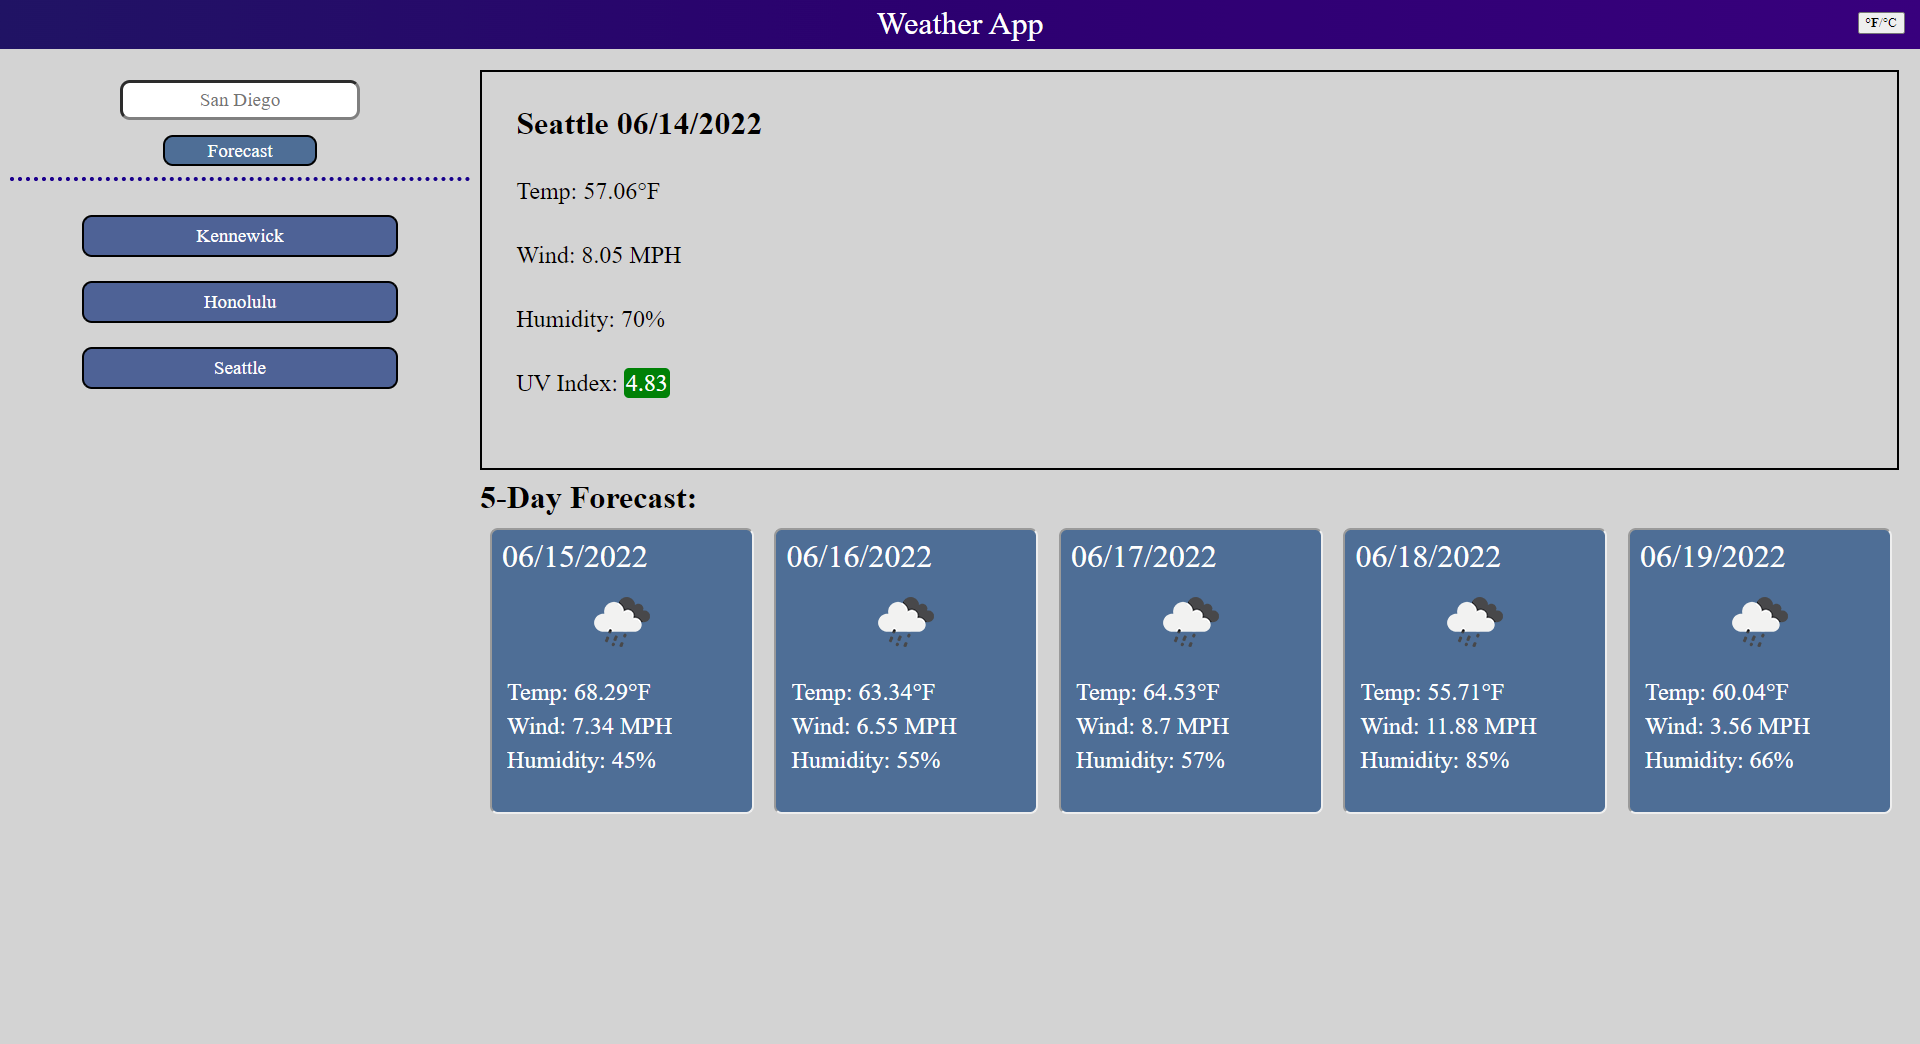 Weather App
°F/°C
San Diego
Forecast
Kennewick
Honolulu
Seattle
Seattle 06/14/2022
Temp: 57.06°F
Wind: 8.05 MPH
Humidity: 70%
UV Index: 4.83
5-Day Forecast:
06/15/2022
Temp: 68.29°F
Wind: 7.34 MPH
Humidity: 45%
06/16/2022
Temp: 63.34°F
Wind: 6.55 MPH
Humidity: 55%
06/17/2022
Temp: 64.53°F
Wind: 8.7 MPH
Humidity: 57%
06/18/2022
Temp: 55.71°F
Wind: 11.88 MPH
Humidity: 85%
06/19/2022
Temp: 60.04°F
Wind: 3.56 MPH
Humidity: 66%